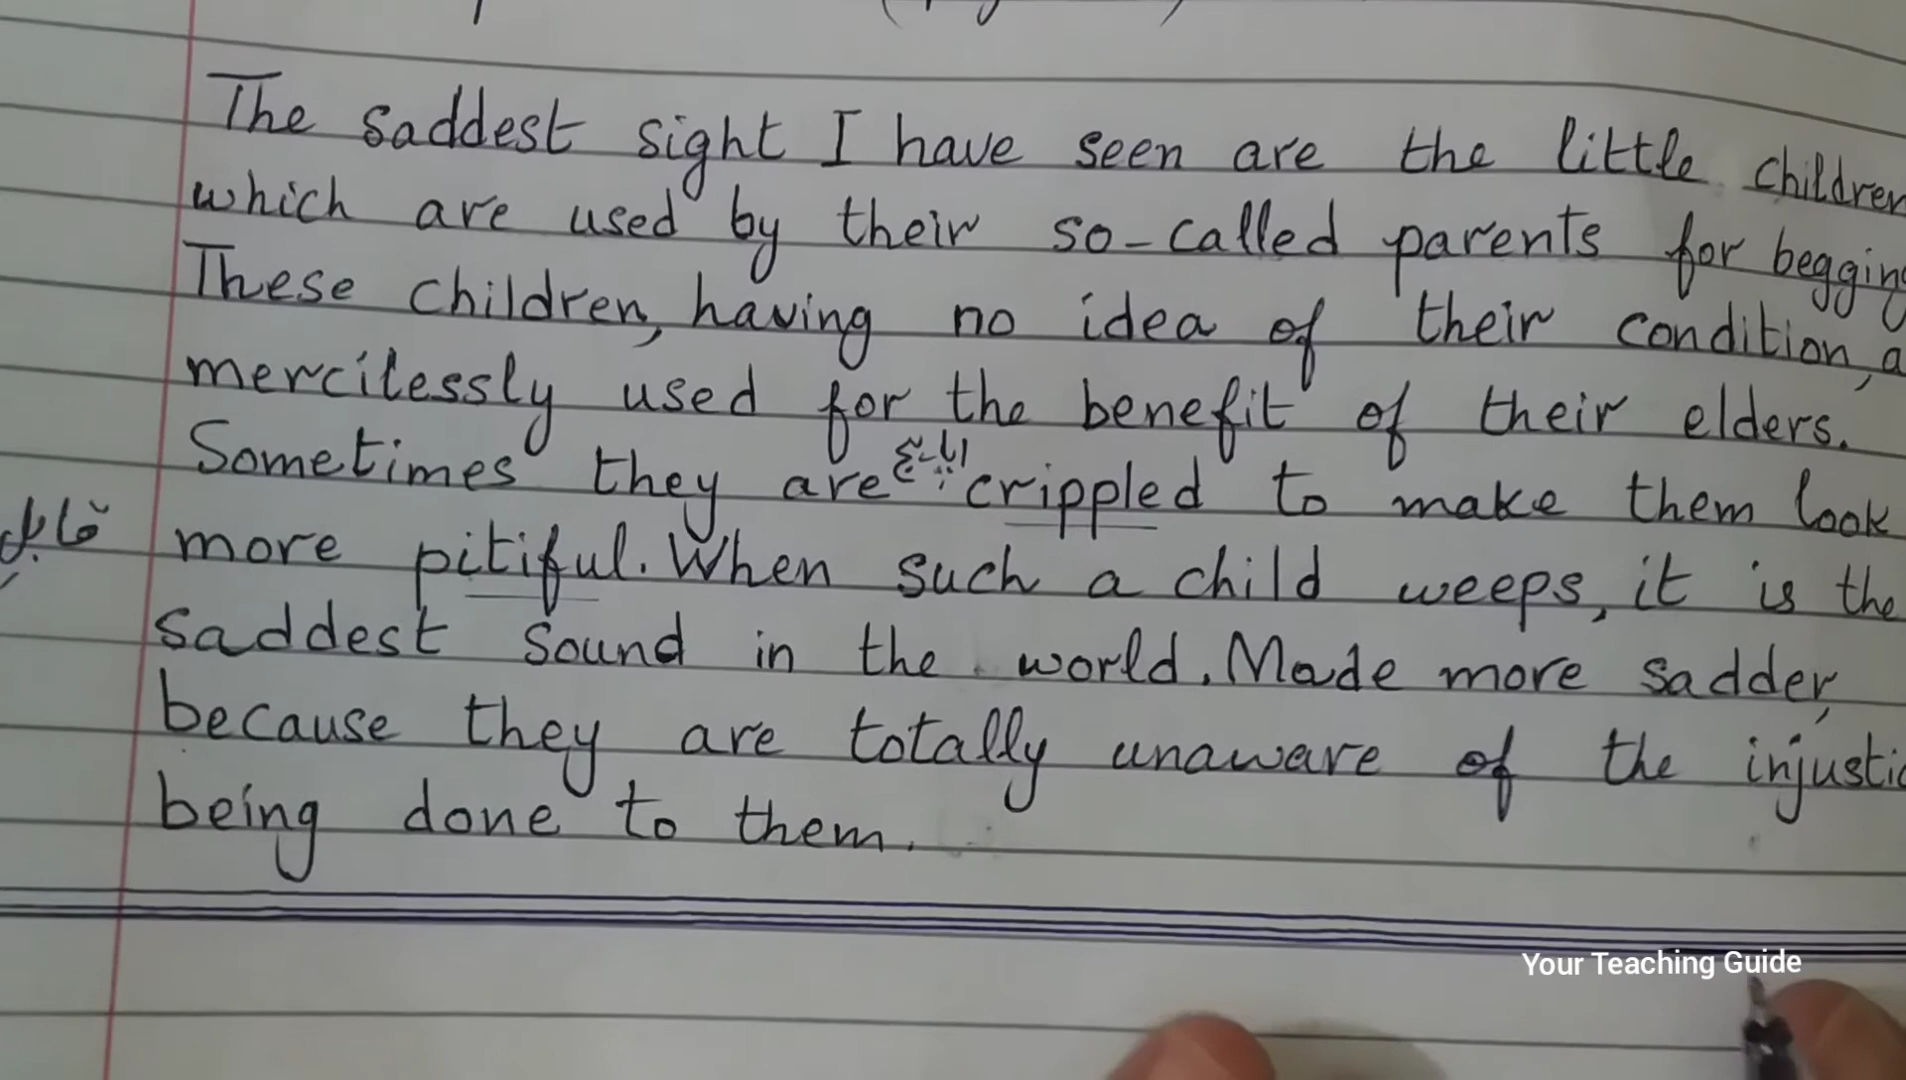 The saddest sight I have seen are the little children
which are used by their so-called parents for begging
These children, having no idea of their condition, a
mercilessly used for the benefit of their elders.
Sometimes they are اپاہج crippled to make them look
قابل more pitiful. When such a child weeps, it is the
saddest sound in the world. Made more sadder,
because they are totally unaware of the injustic
being done to them.
Your Teaching Guide